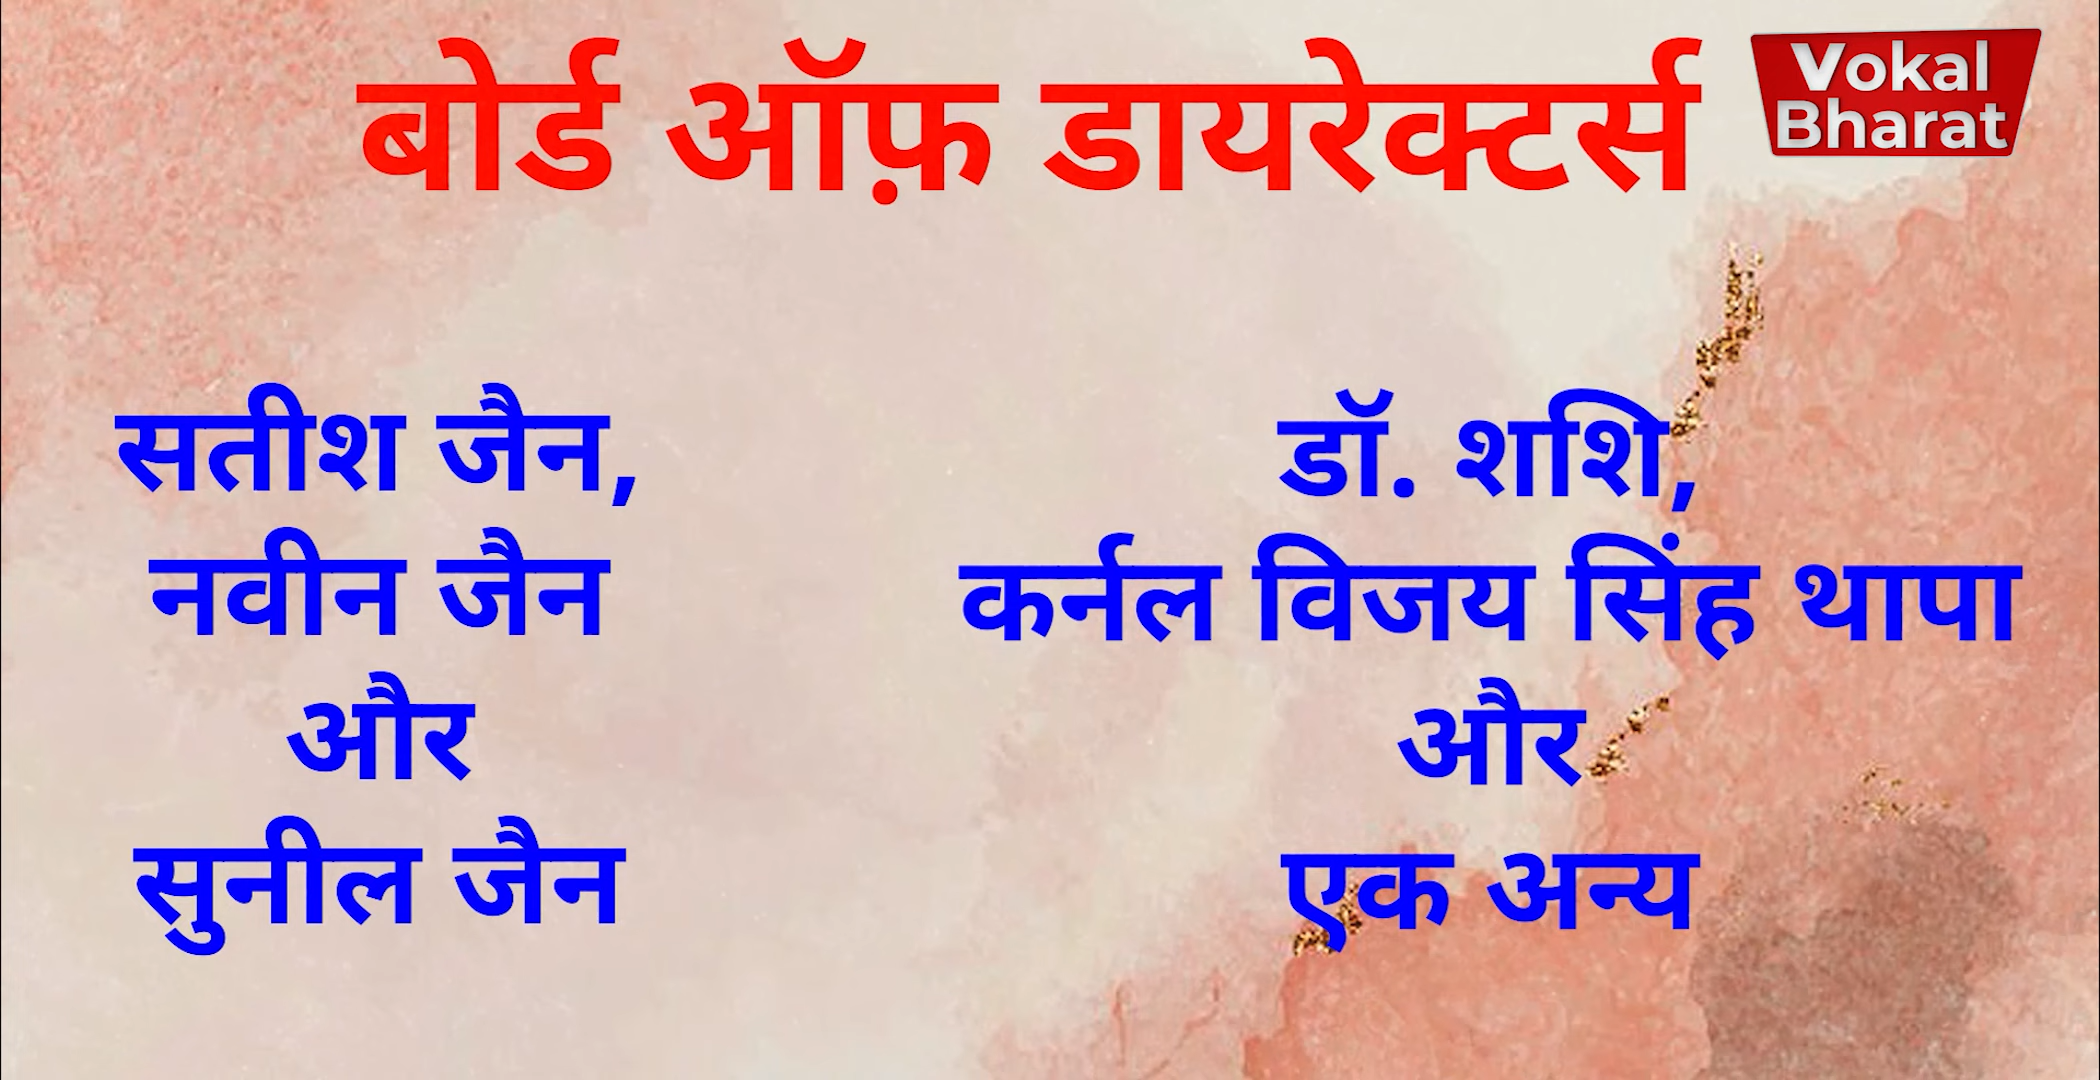 बोर्ड ऑफ़ डायरेक्टर्स
Vokal
Bharat
सतीश जैन,
नवीन जैन
और
सुनील जैन
डॉ. शशि,
कर्नल विजय सिंह थापा
और
एक अन्य